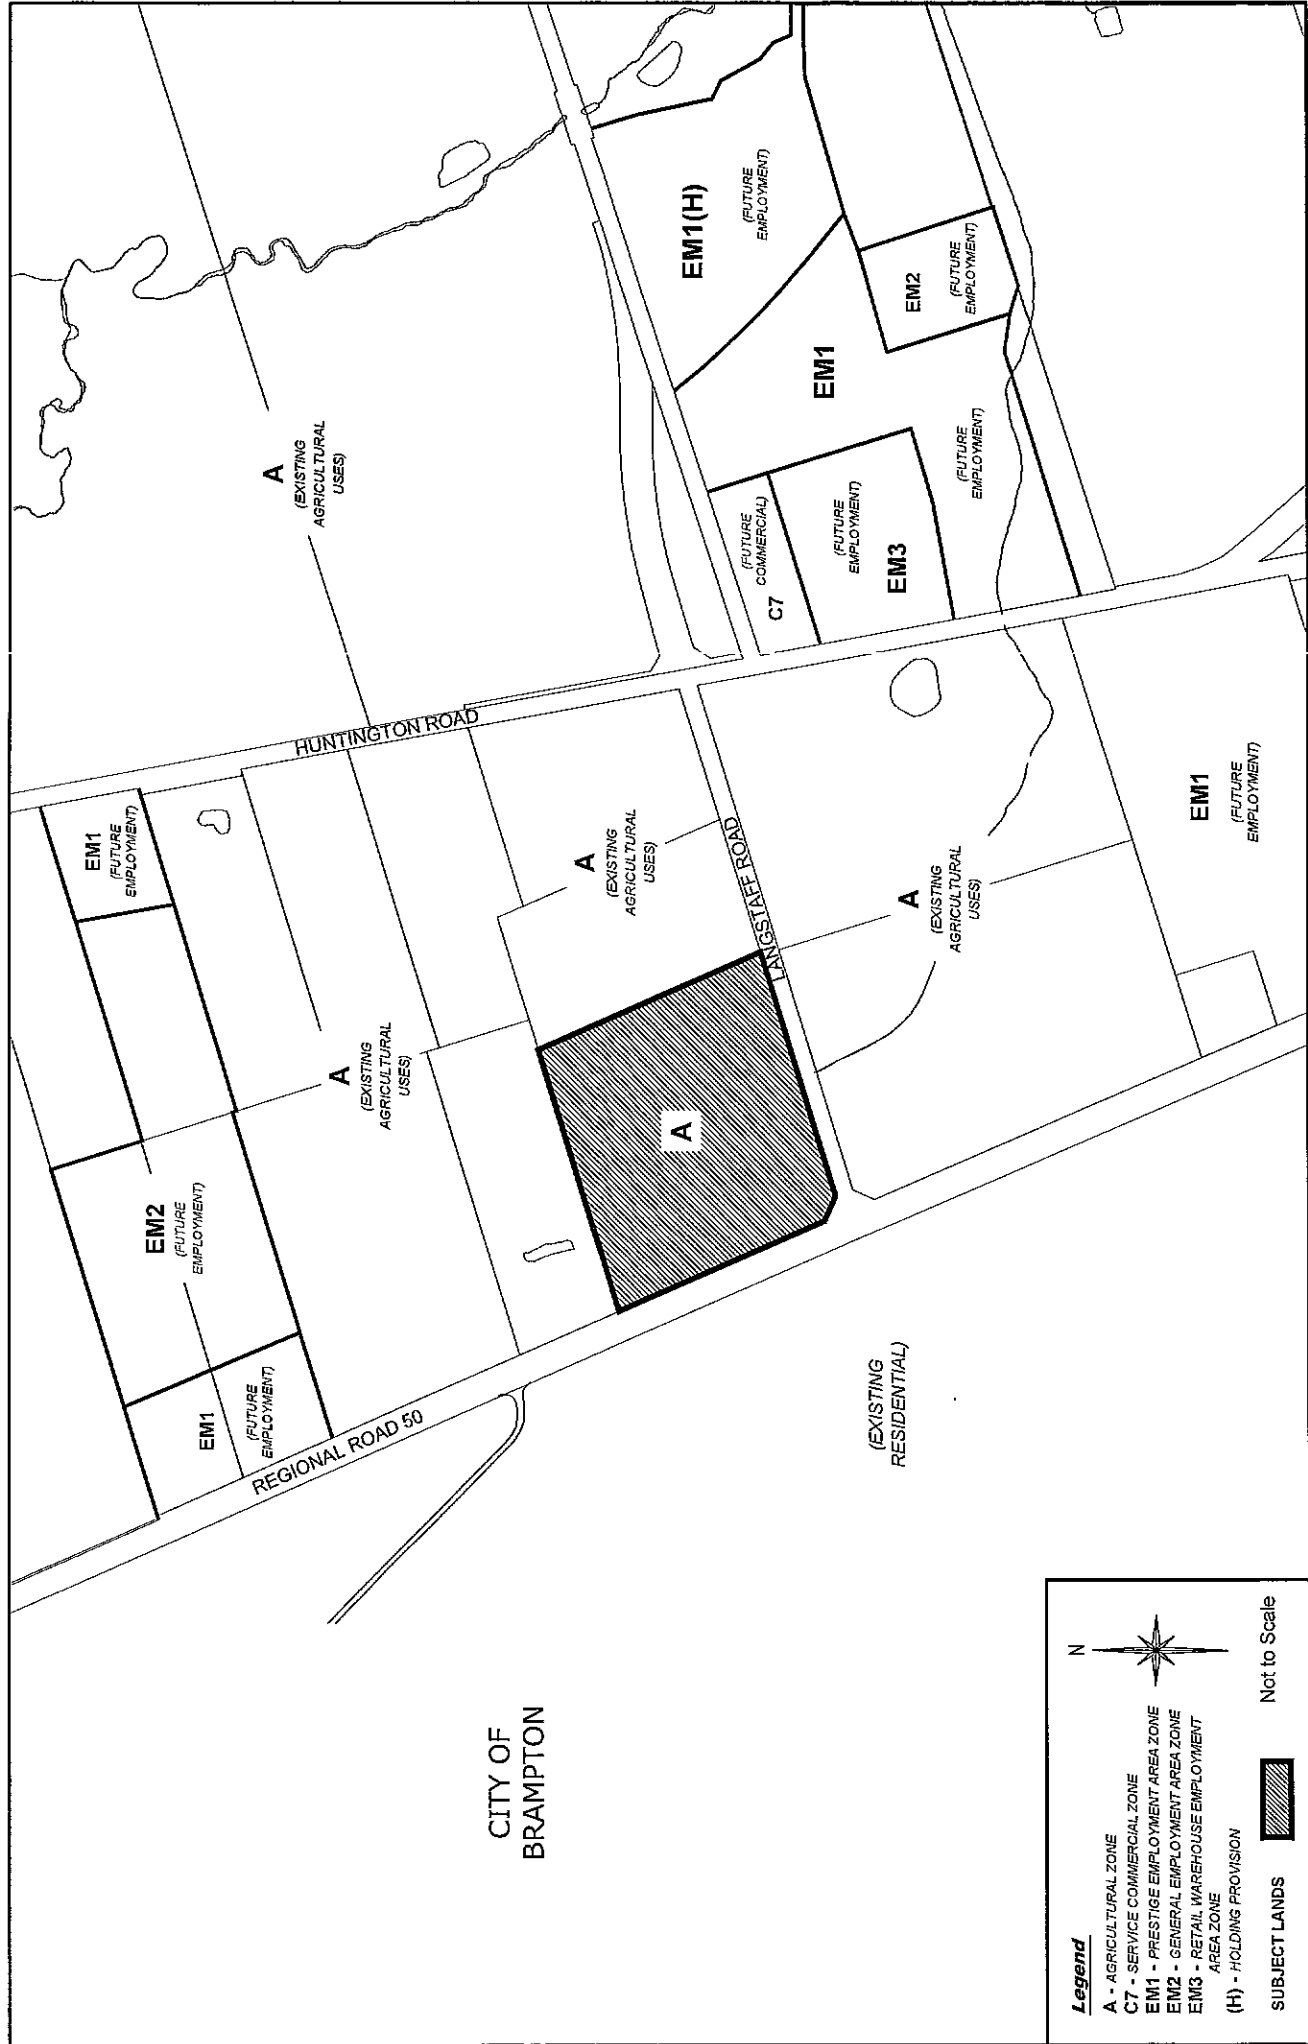 A
(EXISTING
AGRICULTURAL
USES)
EM1(H)
(FUTURE
EMPLOYMENT)
EM2
(FUTURE
EMPLOYMENT)
EM1
(FUTURE
EMPLOYMENT)
(FUTURE
COMMERCIAL)
C7
(FUTURE
EMPLOYMENT)
EM3
HUNTINGTON ROAD
EM1
(FUTURE
EMPLOYMENT)
A
(EXISTING
AGRICULTURAL
USES)
LANGSTAFF ROAD
A
(EXISTING
AGRICULTURAL
USES)
EM1
(FUTURE
EMPLOYMENT)
A
(EXISTING
AGRICULTURAL
USES)
A
EM2
(FUTURE
EMPLOYMENT)
EM1
(FUTURE
EMPLOYMENT)
REGIONAL ROAD 50
(EXISTING
RESIDENTIAL)
CITY OF
BRAMPTON
Legend
A - AGRICULTURAL ZONE
C7 - SERVICE COMMERCIAL ZONE
EM1 - PRESTIGE EMPLOYMENT AREA ZONE
EM2 - GENERAL EMPLOYMENT AREA ZONE
EM3 - RETAIL WAREHOUSE EMPLOYMENT
AREA ZONE
(H) - HOLDING PROVISION
SUBJECT LANDS
N
Not to Scale